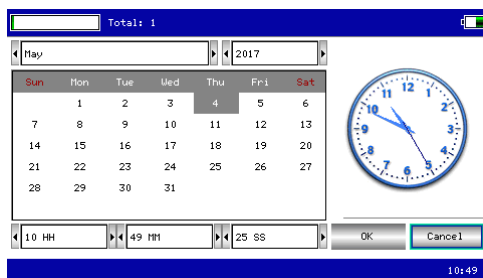 Total: 1
May 2017
Sun Mon Tue Wed Thu Fri Sat
1 2 3 4 5 6
7 8 9 10 11 12 13
14 15 16 17 18 19 20
21 22 23 24 25 26 27
28 29 30 31
12
11 1
10 2
9 3
8 4
7 5
6
10 HH 49 MM 25 SS OK Cancel
10:49